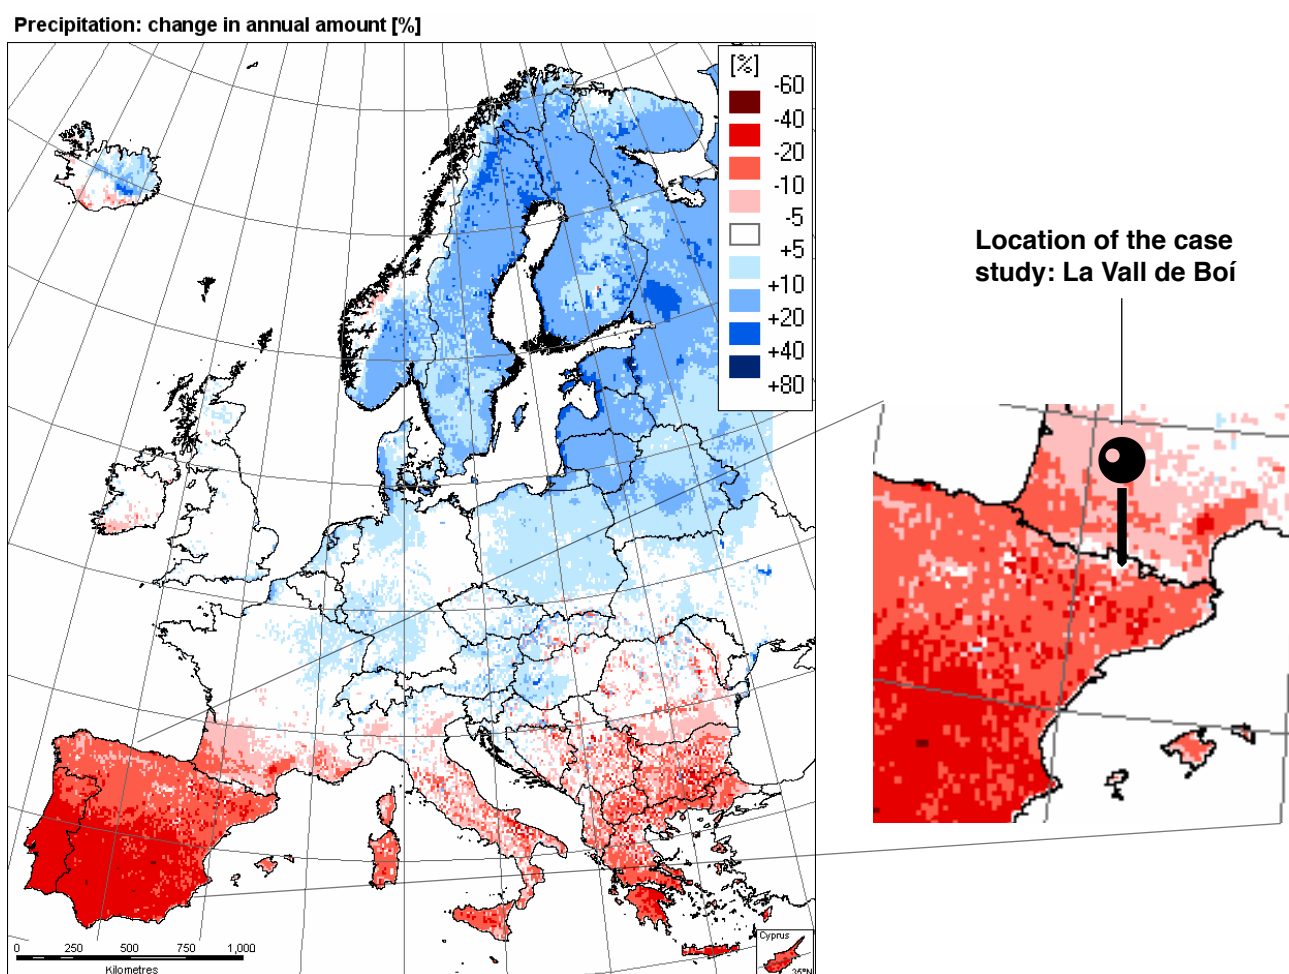 Precipitation: change in annual amount [%]
[%]
-60
-40
-20
-10
-5
+5
+10
+20
+40
+80
Location of the case
study: La Vall de Boí
0 250 500 750 1,000
Kilometres
Cyprus
35°N